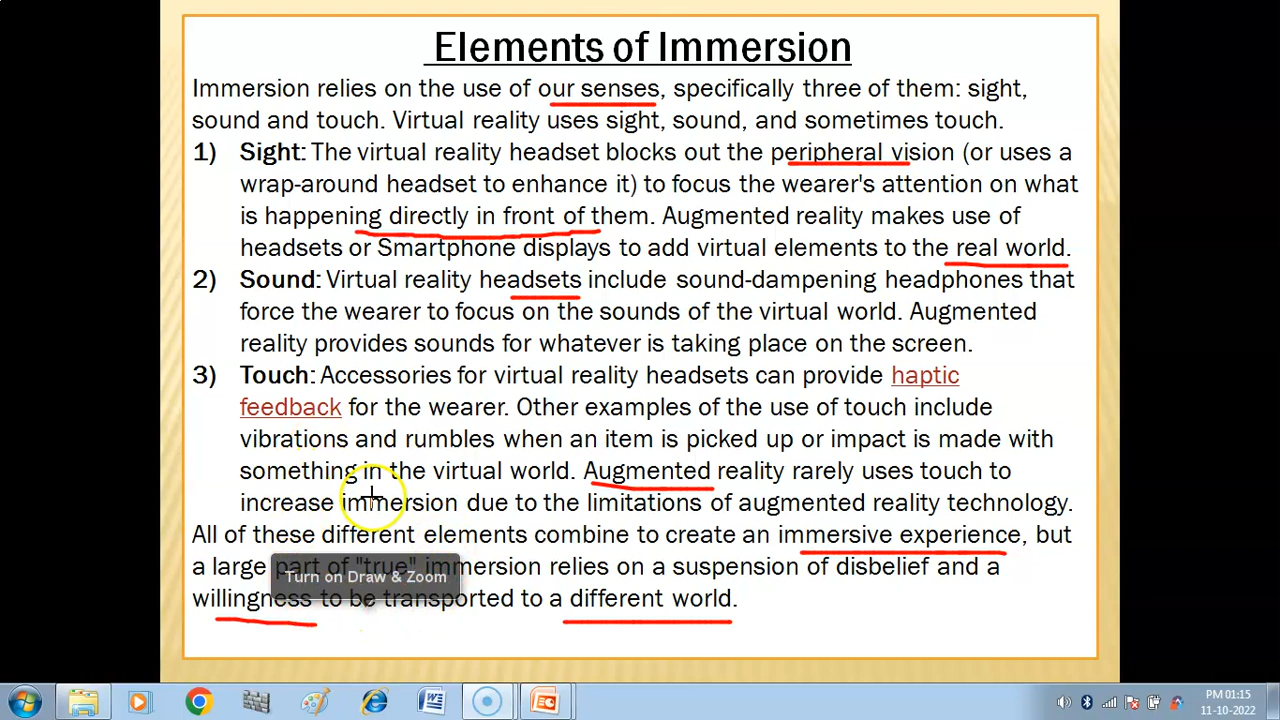 Elements of Immersion
Immersion relies on the use of our senses, specifically three of them: sight,
sound and touch. Virtual reality uses sight, sound, and sometimes touch.
1) Sight: The virtual reality headset blocks out the peripheral vision (or uses a
wrap-around headset to enhance it) to focus the wearer's attention on what
is happening directly in front of them. Augmented reality makes use of
headsets or Smartphone displays to add virtual elements to the real world.
2) Sound: Virtual reality headsets include sound-dampening headphones that
force the wearer to focus on the sounds of the virtual world. Augmented
reality provides sounds for whatever is taking place on the screen.
3) Touch: Accessories for virtual reality headsets can provide haptic
feedback for the wearer. Other examples of the use of touch include
vibrations and rumbles when an item is picked up or impact is made with
something in the virtual world. Augmented reality rarely uses touch to
increase immersion due to the limitations of augmented reality technology.
All of these different elements combine to create an immersive experience, but
a large part of "true" immersion relies on a suspension of disbelief and a
Turn on Draw & Zoom
willingness to be transported to a different world.
PM 01:15
11-10-2022